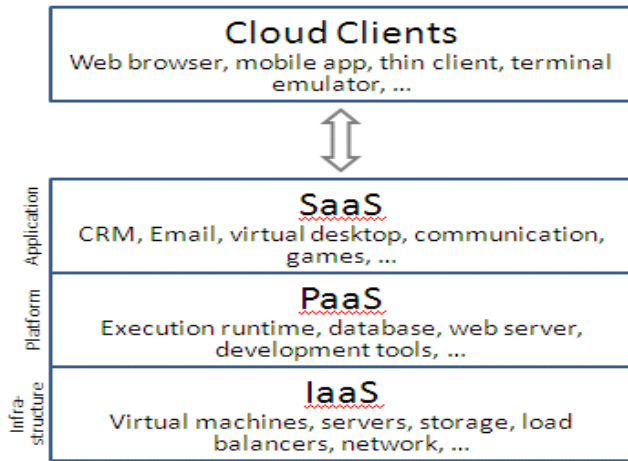 Cloud Clients
Web browser, mobile app, thin client, terminal
emulator, ...
Application
SaaS
CRM, Email, virtual desktop, communication,
games, ...
Platform
PaaS
Execution runtime, database, web server,
development tools, ...
Infra-
structure
IaaS
Virtual machines, servers, storage, load
balancers, network, ...